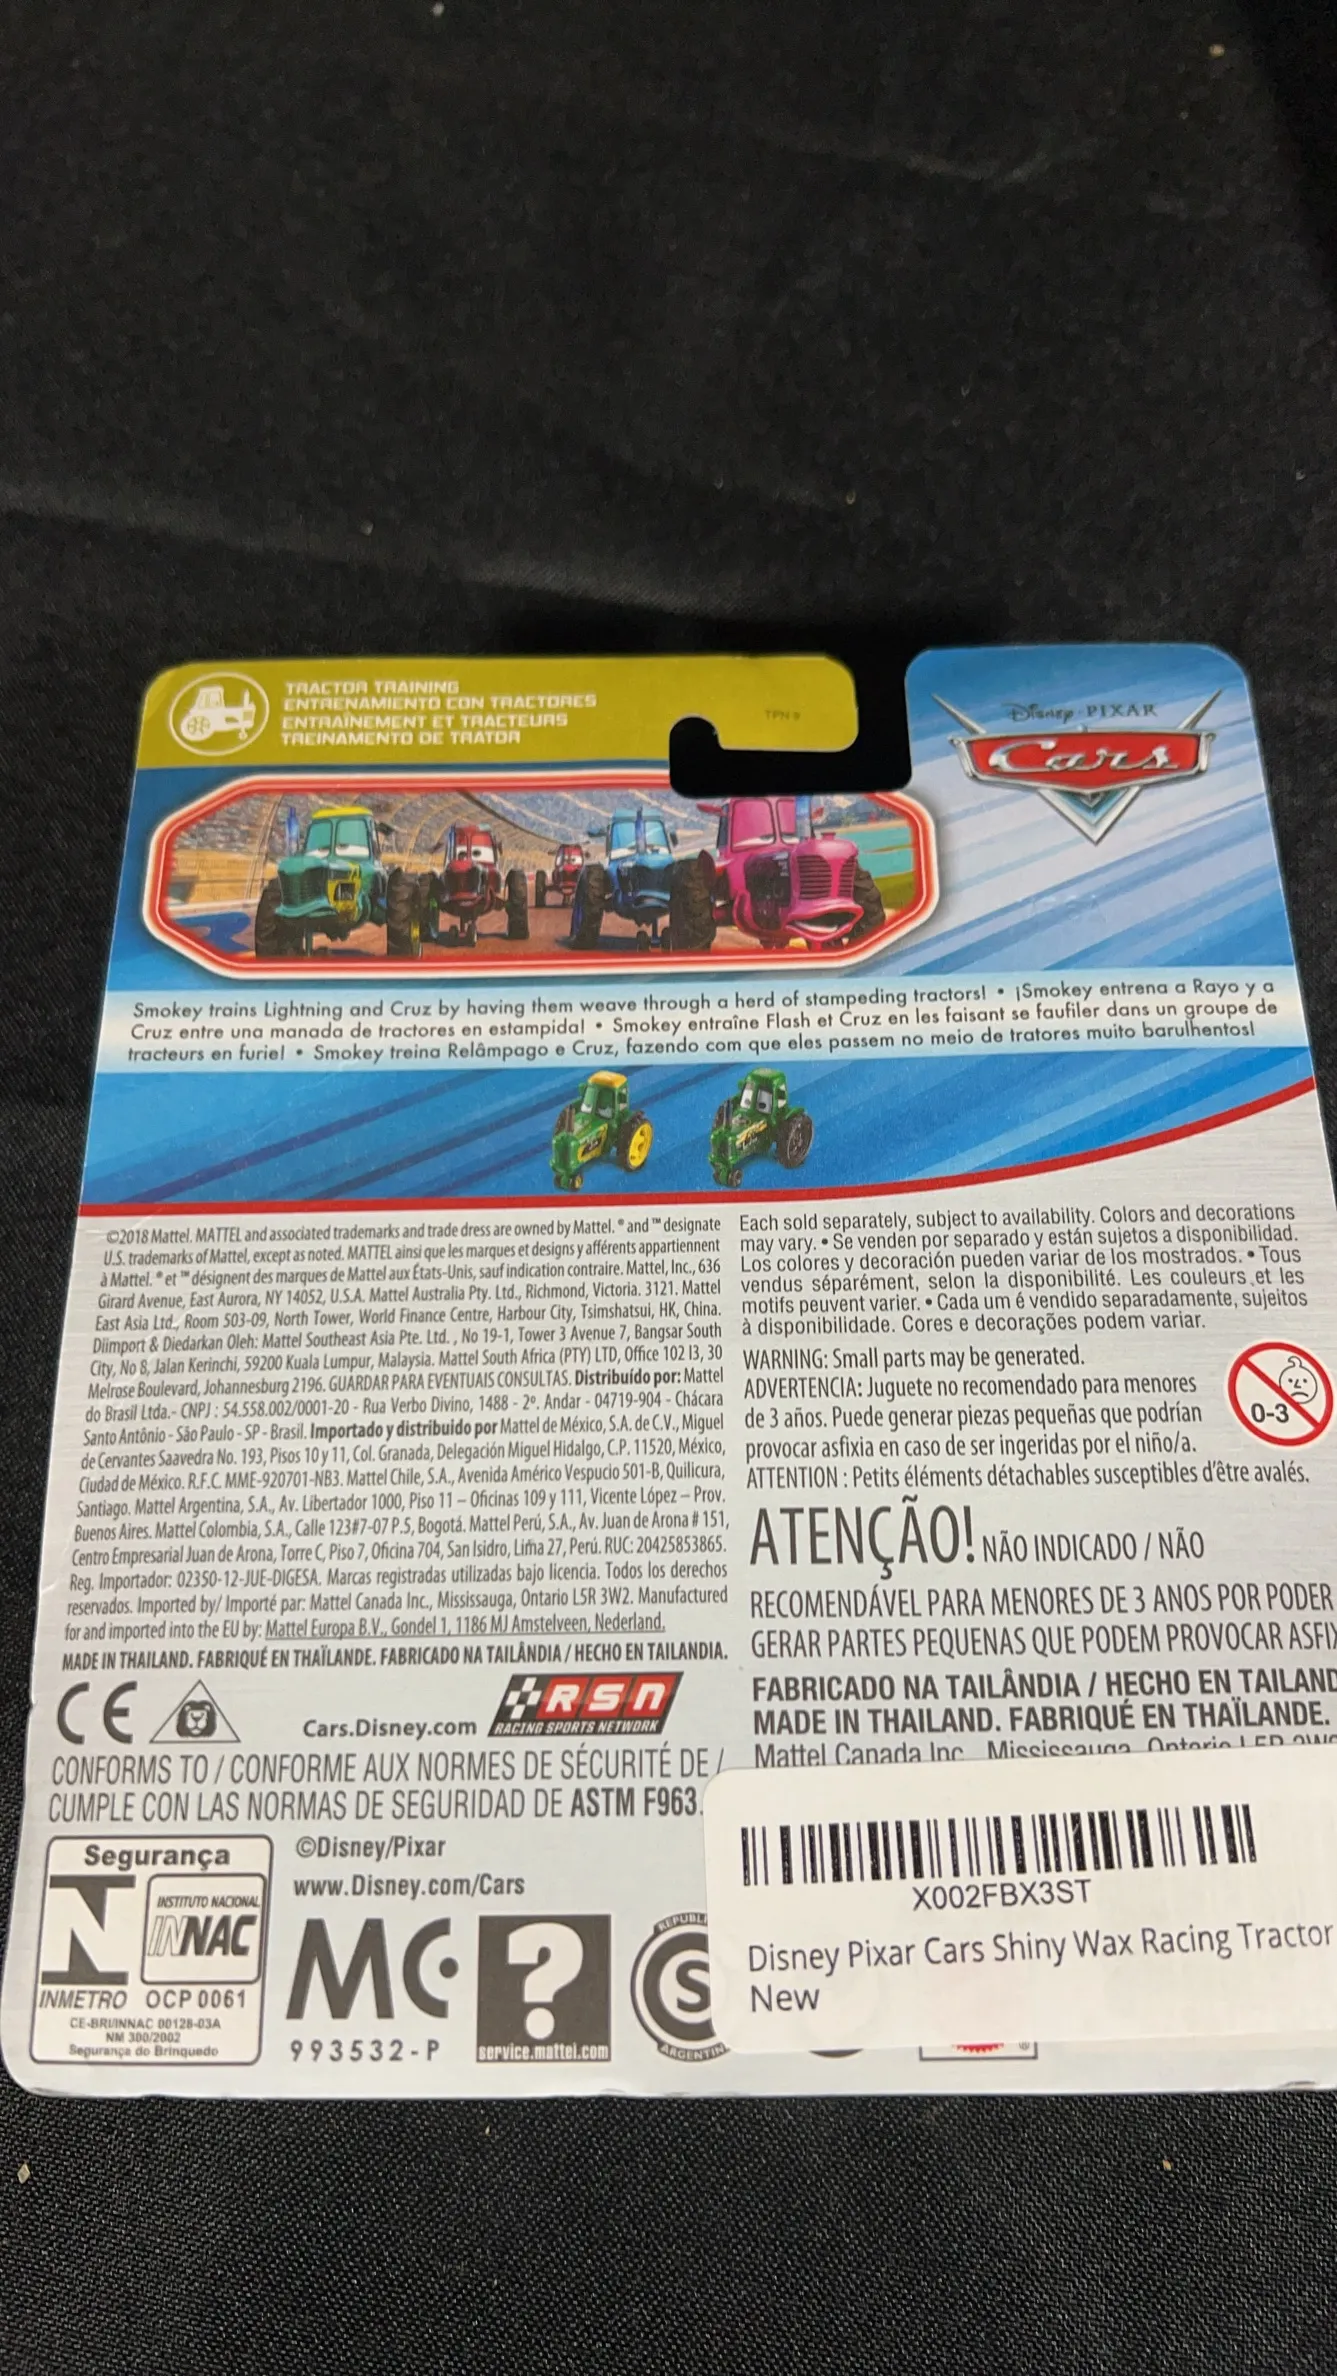 TRACTOR TRAINING
ENTRENAMIENTO CON TRACTORES
ENTRAÎNEMENT ET TRACTEURS
TREINAMENTO DE TRATOR
TPN 9
Disney · PIXAR
Cars
Smokey trains Lightning and Cruz by having them weave through a herd of stampeding tractors! • ¡Smokey entrena a Rayo y a
Cruz entre una manada de tractores en estampida! • Smokey entraîne Flash et Cruz en les faisant se faufiler dans un groupe de
tracteurs en furie! • Smokey treina Relâmpago e Cruz, fazendo com que eles passem no meio de tratores muito barulhentos!
©2018 Mattel. MATTEL and associated trademarks and trade dress are owned by Mattel. ® and ™ designate
U.S. trademarks of Mattel, except as noted. MATTEL ainsi que les marques et designs y afférents appartiennent
à Mattel. ® et ™ désignent des marques de Mattel aux États-Unis, sauf indication contraire. Mattel, Inc., 636
Girard Avenue, East Aurora, NY 14052, U.S.A. Mattel Australia Pty. Ltd., Richmond, Victoria. 3121. Mattel
East Asia Ltd., Room 503-09, North Tower, World Finance Centre, Harbour City, Tsimshatsui, HK, China.
Diimport & Diedarkan Oleh: Mattel Southeast Asia Pte. Ltd., No 19-1, Tower 3 Avenue 7, Bangsar South
City, No 8, Jalan Kerinchi, 59200 Kuala Lumpur, Malaysia. Mattel South Africa (PTY) LTD, Office 102 I3, 30
Melrose Boulevard, Johannesburg 2196. GUARDAR PARA EVENTUAIS CONSULTAS. Distribuído por: Mattel
do Brasil Ltda.- CNPJ : 54.558.002/0001-20 - Rua Verbo Divino, 1488 - 2º. Andar - 04719-904 - Chácara
Santo Antônio - São Paulo - SP - Brasil. Importado y distribuido por Mattel de México, S.A. de C.V., Miguel
de Cervantes Saavedra No. 193, Pisos 10 y 11, Col. Granada, Delegación Miguel Hidalgo, C.P. 11520, México,
Ciudad de México. R.F.C. MME-920701-NB3. Mattel Chile, S.A., Avenida Américo Vespucio 501-B, Quilicura,
Santiago. Mattel Argentina, S.A., Av. Libertador 1000, Piso 11 – Oficinas 109 y 111, Vicente López – Prov.
Buenos Aires. Mattel Colombia, S.A., Calle 123#7-07 P.5, Bogotá. Mattel Perú, S.A., Av. Juan de Arona # 151,
Centro Empresarial Juan de Arona, Torre C, Piso 7, Oficina 704, San Isidro, Lima 27, Perú. RUC: 20425853865.
Reg. Importador: 02350-12-JUE-DIGESA. Marcas registradas utilizadas bajo licencia. Todos los derechos
reservados. Imported by/ Importé par: Mattel Canada Inc., Mississauga, Ontario L5R 3W2. Manufactured
for and imported into the EU by: Mattel Europa B.V., Gondel 1, 1186 MJ Amstelveen, Nederland.
MADE IN THAILAND. FABRIQUÉ EN THAÏLANDE. FABRICADO NA TAILÂNDIA / HECHO EN TAILANDIA.
CE
Cars.Disney.com
RSN
RACING SPORTS NETWORK
CONFORMS TO / CONFORME AUX NORMES DE SÉCURITÉ DE /
CUMPLE CON LAS NORMAS DE SEGURIDAD DE ASTM F963.
Segurança
INSTITUTO NACIONAL
INNAC
INMETRO OCP 0061
CE-BR/INNAC 00128-03A
NM 300/2002
Segurança do Brinquedo
©Disney/Pixar
www.Disney.com/Cars
MC
993532-P
?
service.mattel.com
S
ARGENTIN
Each sold separately, subject to availability. Colors and decorations
may vary. • Se venden por separado y están sujetos a disponibilidad.
Los colores y decoración pueden variar de los mostrados. • Tous
vendus séparément, selon la disponibilité. Les couleurs et les
motifs peuvent varier. • Cada um é vendido separadamente, sujeitos
à disponibilidade. Cores e decorações podem variar.
WARNING: Small parts may be generated.
ADVERTENCIA: Juguete no recomendado para menores
de 3 años. Puede generar piezas pequeñas que podrían
provocar asfixia en caso de ser ingeridas por el niño/a.
ATTENTION : Petits éléments détachables susceptibles d'être avalés.
0-3
ATENÇÃO! NÃO INDICADO / NÃO
RECOMENDÁVEL PARA MENORES DE 3 ANOS POR PODER
GERAR PARTES PEQUENAS QUE PODEM PROVOCAR ASFIX
FABRICADO NA TAILÂNDIA / HECHO EN TAILAND
MADE IN THAILAND. FABRIQUÉ EN THAÏLANDE.
Mattel Canada Inc Mississauga Ontario
X002FBX3ST
Disney Pixar Cars Shiny Wax Racing Tractor
New